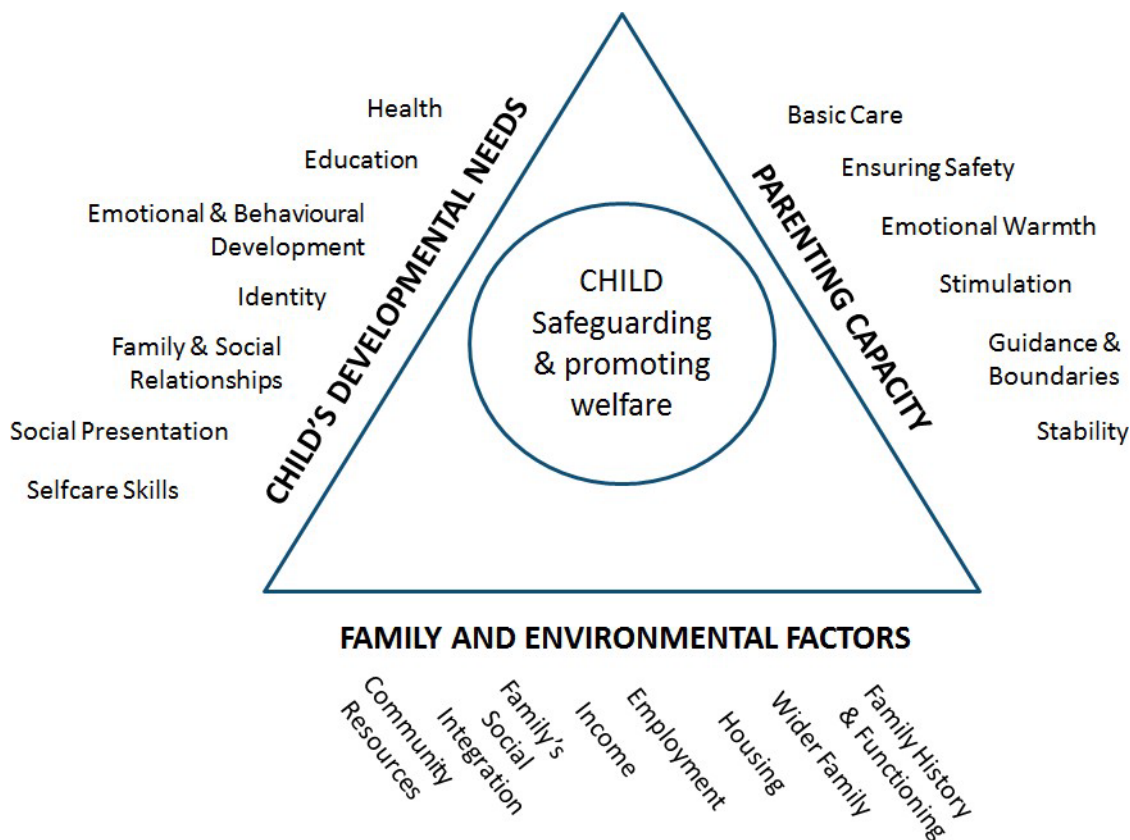 Health
Education
Emotional & Behavioural
Development
Identity
Family & Social
Relationships
Social Presentation
Selfcare Skills
CHILD'S DEVELOPMENTAL NEEDS
CHILD
Safeguarding
& promoting
welfare
PARENTING CAPACITY
Basic Care
Ensuring Safety
Emotional Warmth
Stimulation
Guidance &
Boundaries
Stability
FAMILY AND ENVIRONMENTAL FACTORS
Community
Resources
Family's
Social
Integration
Income
Employment
Housing
Wider Family
Family History
& Functioning